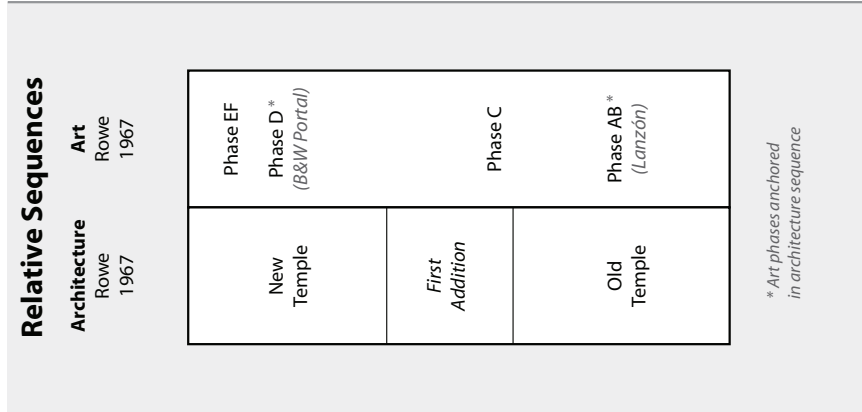 Relative Sequences
Architecture
Rowe
1967
Art
Rowe
1967
New
Temple
First
Addition
Old
Temple
Phase EF
Phase D *
(B&W Portal)
Phase C
Phase AB *
(Lanzón)
* Art phases anchored
in architecture sequence